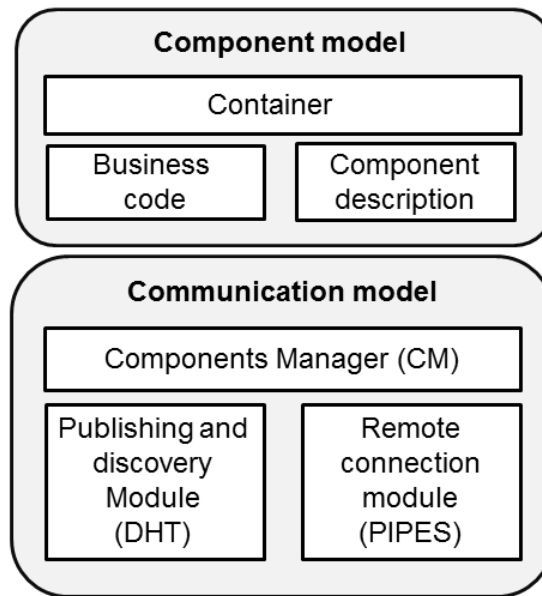 Component model
Container
Business
code
Component
description
Communication model
Components Manager (CM)
Publishing and
discovery
Module
(DHT)
Remote
connection
module
(PIPES)